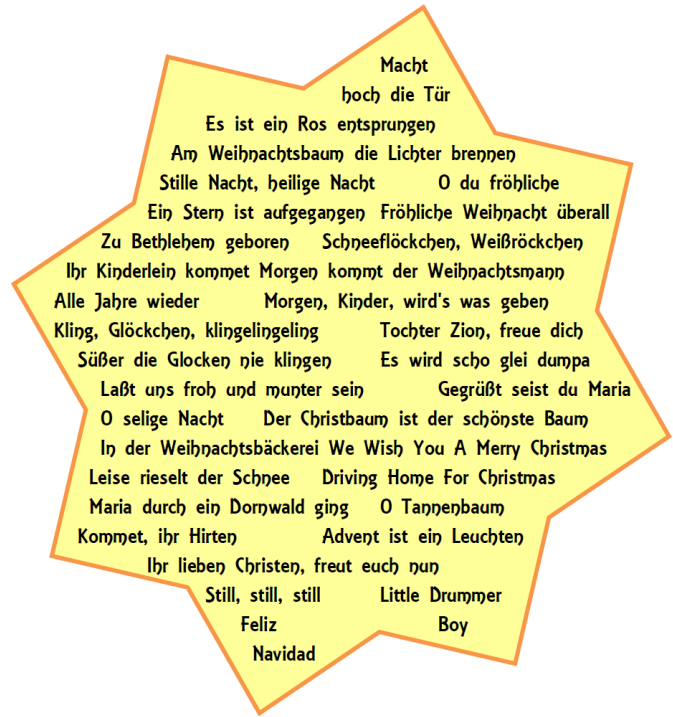 Macht
hoch die Tür
Es ist ein Ros entsprungen
Am Weihnachtsbaum die Lichter brennen
Stille Nacht, heilige Nacht O du fröhliche
Ein Stern ist aufgegangen Fröhliche Weihnacht überall
Zu Bethlehem geboren Schneeflöckchen, Weißröckchen
Ihr Kinderlein kommet Morgen kommt der Weihnachtsmann
Alle Jahre wieder Morgen, Kinder, wird's was geben
Kling, Glöckchen, klingelingeling Tochter Zion, freue dich
Süßer die Glocken nie klingen Es wird scho glei dumpa
Laßt uns froh und munter sein Gegrüßt seist du Maria
O selige Nacht Der Christbaum ist der schönste Baum
In der Weihnachtsbäckerei We Wish You A Merry Christmas
Leise rieselt der Schnee Driving Home For Christmas
Maria durch ein Dornwald ging O Tannenbaum
Kommet, ihr Hirten Advent ist ein Leuchten
Ihr lieben Christen, freut euch nun
Still, still, still Little Drummer
Feliz Boy
Navidad